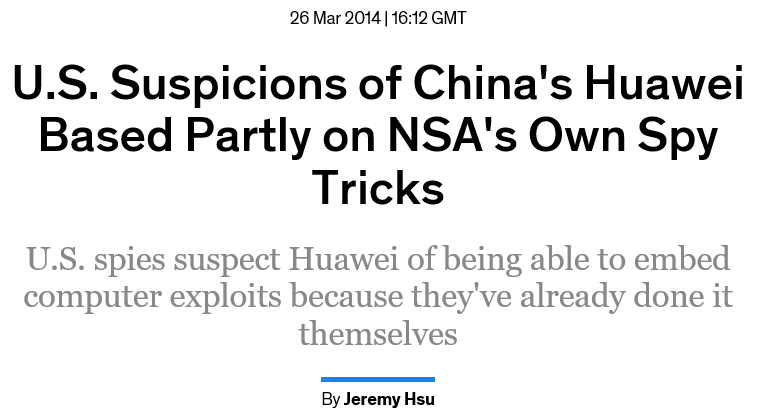 26 Mar 2014 | 16:12 GMT
U.S. Suspicions of China's Huawei
Based Partly on NSA's Own Spy
Tricks
U.S. spies suspect Huawei of being able to embed
computer exploits because they've already done it
themselves
By Jeremy Hsu